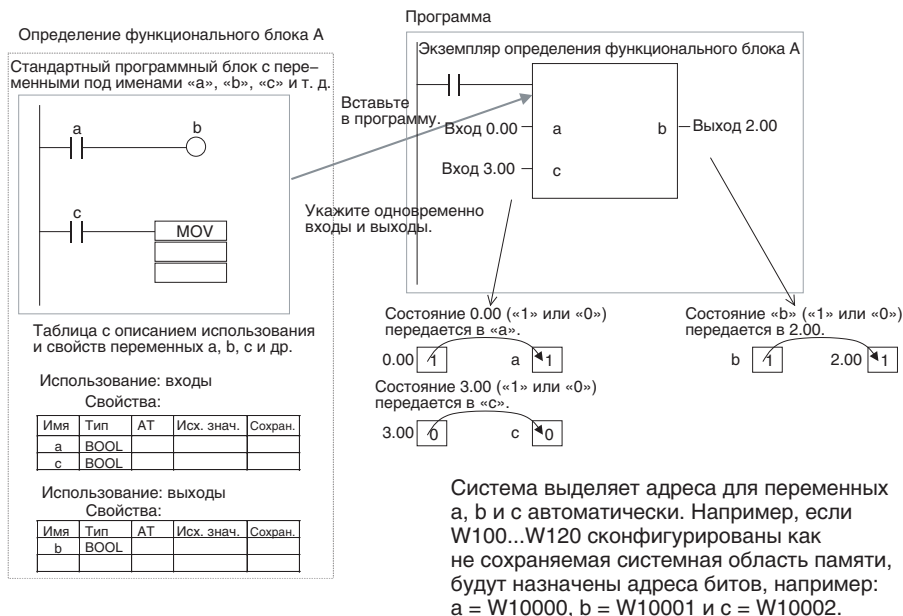 Определение функционального блока A
Стандартный программный блок с пере–
менными под именами «a», «b», «c» и т. д.
a
b
c
MOV
Таблица с описанием использования
и свойств переменных a, b, c и др.
Использование: входы
Свойства:
Имя Тип AT Исх. знач. Сохран.
a BOOL
c BOOL
Использование: выходы
Свойства:
Имя Тип AT Исх. знач. Сохран.
b BOOL
Вставьте
в программу.
Укажите одновременно
входы и выходы.
Программа
Экземпляр определения функционального блока A
Вход 0.00 a b Выход 2.00
Вход 3.00 c
Состояние 0.00 («1» или «0»)
передается в «a».
0.00 1 a 1
Состояние 3.00 («1» или «0»)
передается в «c».
3.00 0 c 0
Состояние «b» («1» или «0»)
передается в 2.00.
b 1 2.00 1
Система выделяет адреса для переменных
a, b и c автоматически. Например, если
W100...W120 сконфигурированы как
не сохраняемая системная область памяти,
будут назначены адреса битов, например:
a = W10000, b = W10001 и c = W10002.